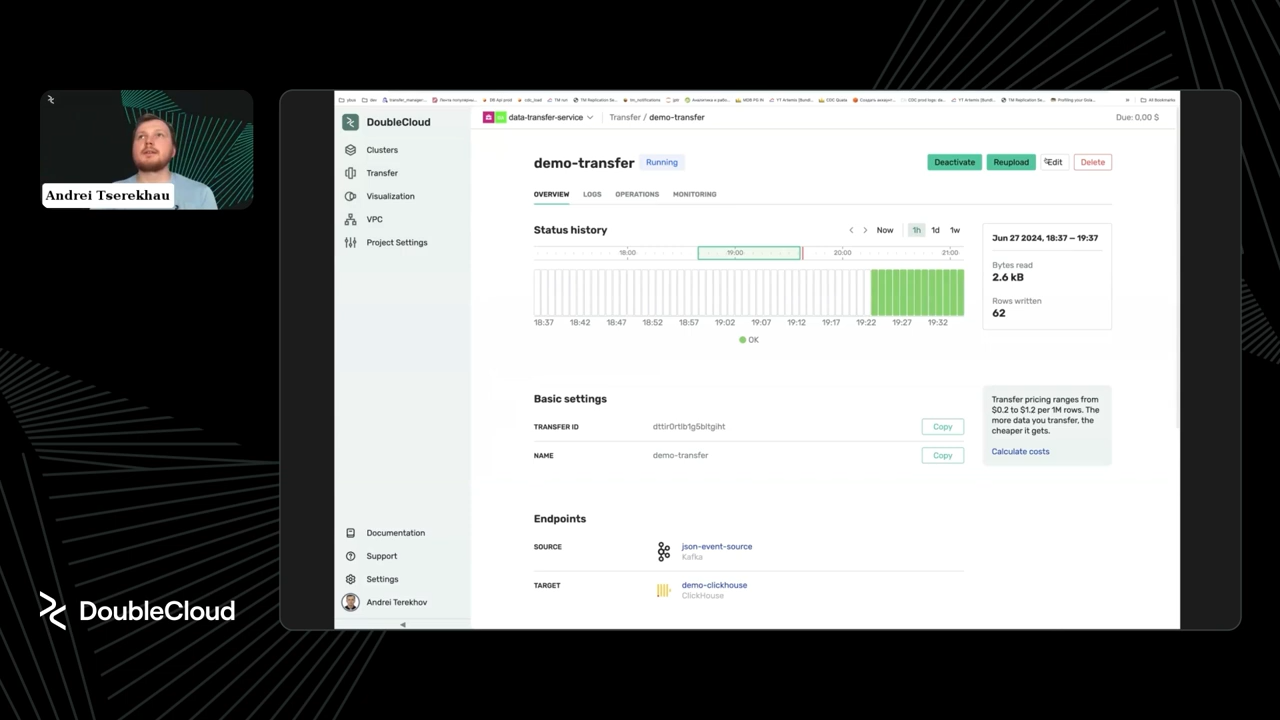 Andrei Tserekhau
DoubleCloud
All Bookmarks
DoubleCloud
Clusters
Transfer
Visualization
VPC
Project Settings
Documentation
Support
Settings
Andrei Terekhov
data-transfer-service
Transfer / demo-transfer
Due: 0,00 $
demo-transfer
Running
Deactivate
Reupload
Edit
Delete
OVERVIEW LOGS OPERATIONS MONITORING
Status history
Now 1h 1d 1w
18:00 19:00 20:00 21:00
18:37 18:42 18:47 18:52 18:57 19:02 19:07 19:12 19:17 19:22 19:27 19:32
OK
Jun 27 2024, 18:37 — 19:37
Bytes read
2.6 kB
Rows written
62
Basic settings
TRANSFER ID
Copy
NAME demo-transfer Copy
Transfer pricing ranges from
$0.2 to $1.2 per 1M rows. The
more data you transfer, the
cheaper it gets.
Calculate costs
Endpoints
SOURCE json-event-source
Kafka
TARGET demo-clickhouse
ClickHouse